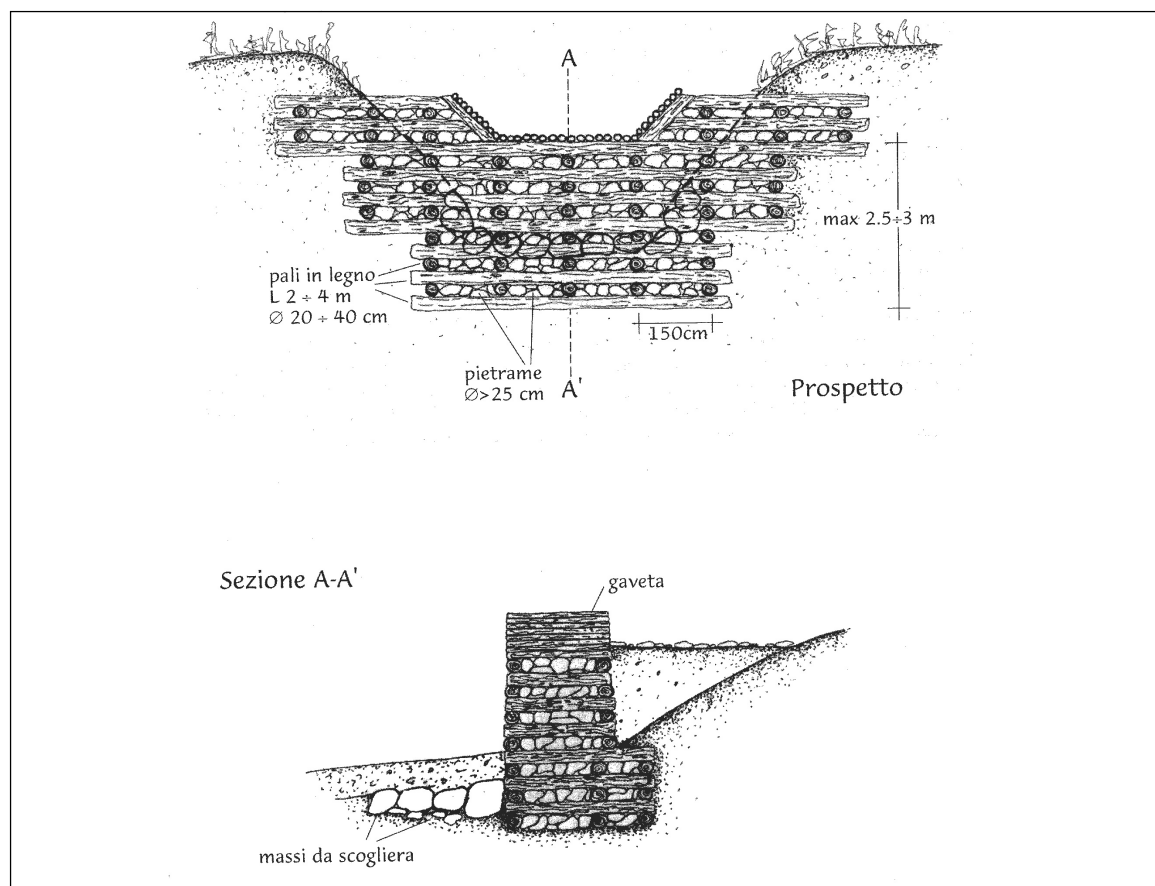 A
max 2.5÷3 m
pali in legno
L 2 ÷ 4 m
Ø 20 ÷ 40 cm
150cm
pietrame
Ø>25 cm
A'
Prospetto
Sezione A-A'
gaveta
massi da scogliera